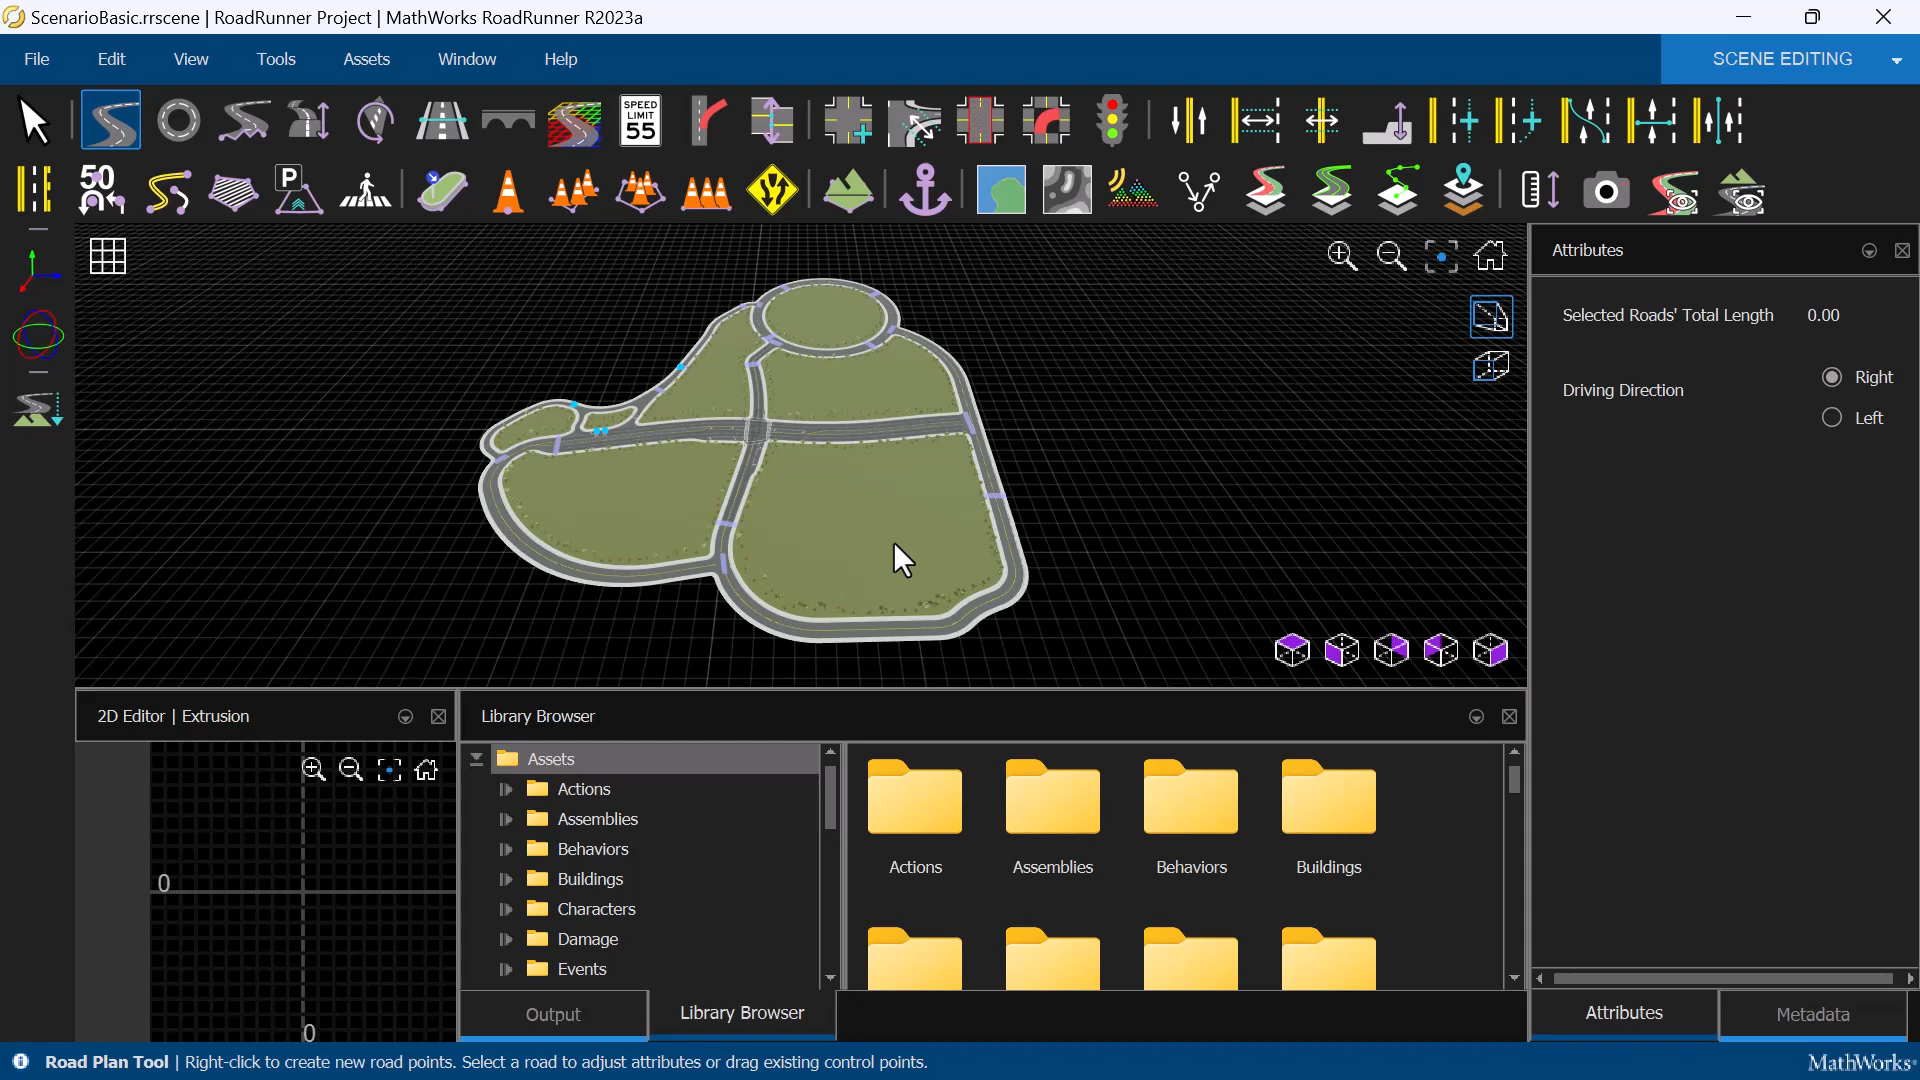 ScenarioBasic.rrscene | RoadRunner Project | MathWorks RoadRunner R2023a
File Edit View Tools Assets Window Help SCENE EDITING
SPEED
LIMIT
55
50
P
Attributes
Selected Roads' Total Length 0.00
Driving Direction
Right
Left
2D Editor | Extrusion
Library Browser
Assets
Actions
Assemblies
Behaviors
Buildings
Characters
Damage
Events
Actions Assemblies Behaviors Buildings
0
0
Output Library Browser
Attributes Metadata
Road Plan Tool | Right-click to create new road points. Select a road to adjust attributes or drag existing control points.
MathWorks